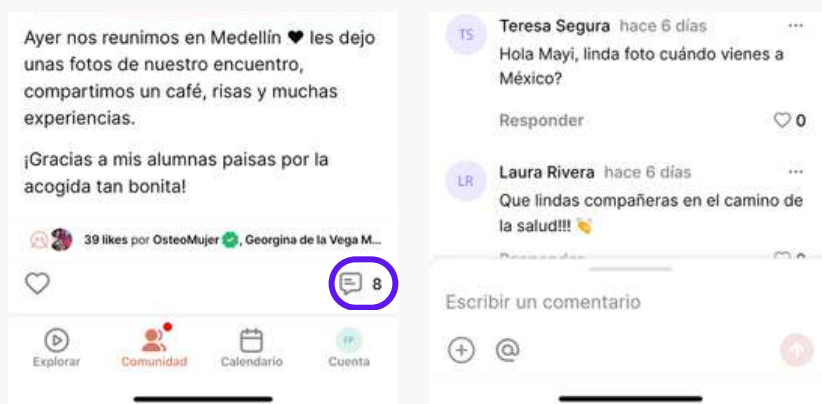 Ayer nos reunimos en Medellín ❤ les dejo
unas fotos de nuestro encuentro,
compartimos un café, risas y muchas
experiencias.
¡Gracias a mis alumnas paisas por la
acogida tan bonita!
39 likes por OsteoMujer, Georgina de la Vega M...
8
Explorar
Comunidad
Calendario
FP
Cuenta
TS
Teresa Segura hace 6 días
Hola Mayi, linda foto cuándo vienes a
México?
Responder
0
LR
Laura Rivera hace 6 días
Que lindas compañeras en el camino de
la salud!!! 👏
Escribir un comentario